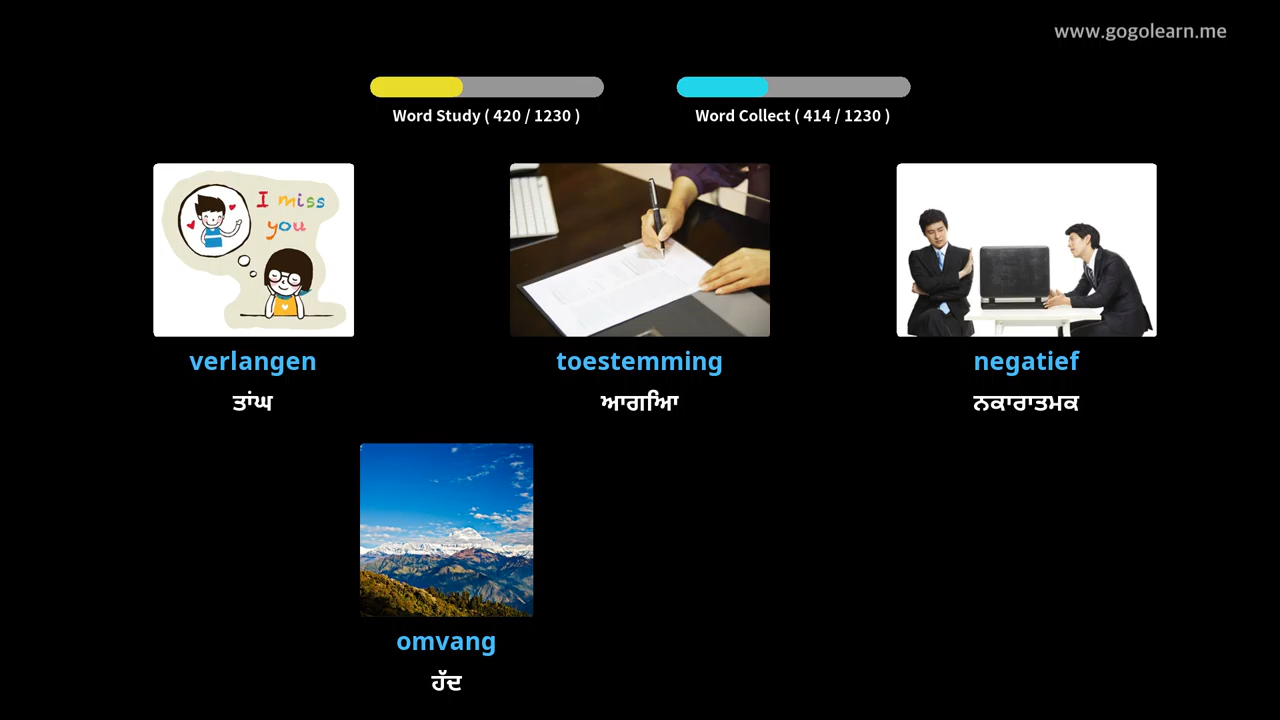 www.gogolearn.me
Word Study ( 420 / 1230 )
Word Collect ( 414 / 1230 )
I miss
you
verlangen
toestemming
negatief
ਤਾਂਘ
ਆਗਿਆ
ਨਕਾਰਾਤਮਕ
omvang
ਹੱਦ